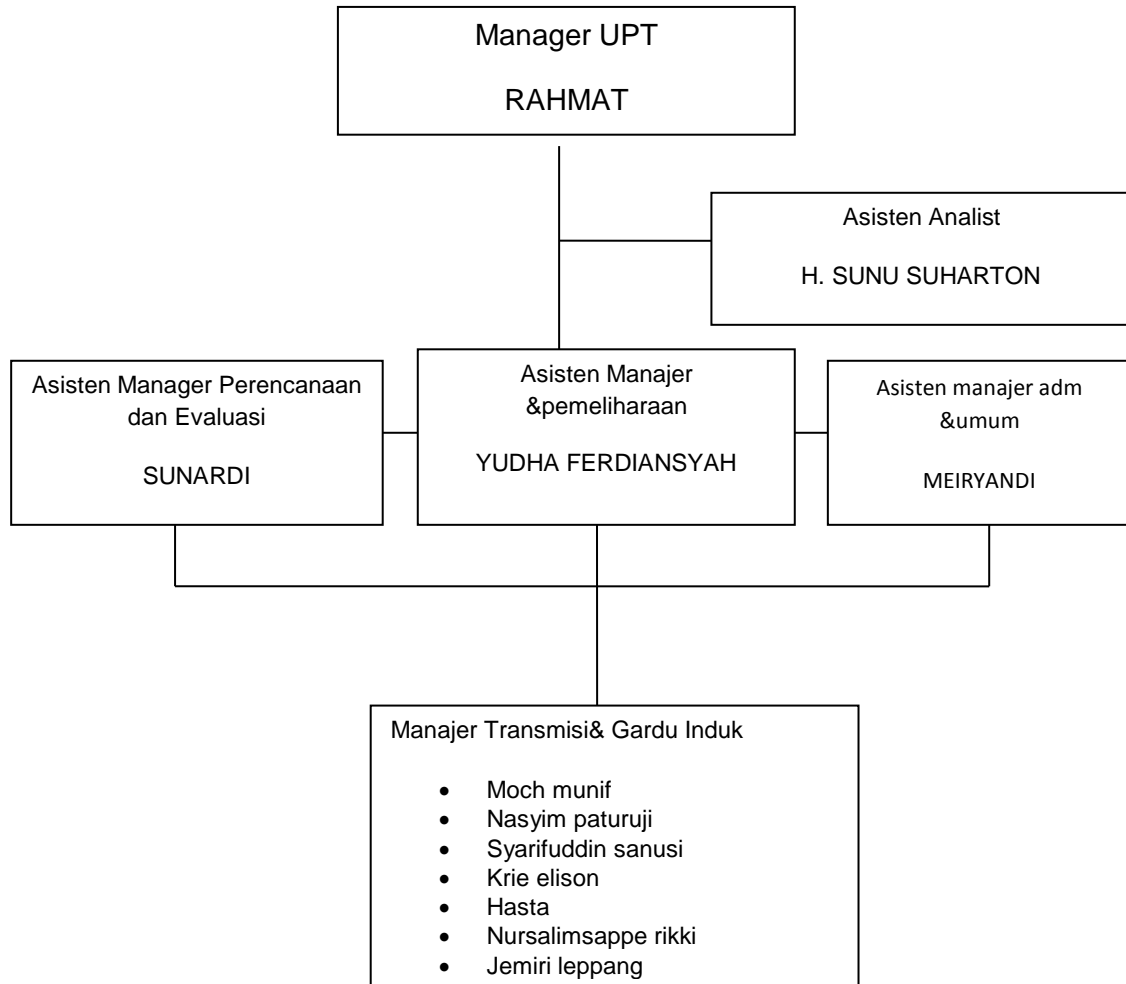 Manager UPT
RAHMAT
Asisten Analist
H. SUNU SUHARTON
Asisten Manager Perencanaan
dan Evaluasi
SUNARDI
Asisten Manajer
&pemeliharaan
YUDHA FERDIANSYAH
Asisten manajer adm
&umum
MEIRYANDI
Manajer Transmisi& Gardu Induk
• Moch munif
• Nasyim paturuji
• Syarifuddin sanusi
• Krie elison
• Hasta
• Nursalimsappe rikki
• Jemiri leppang